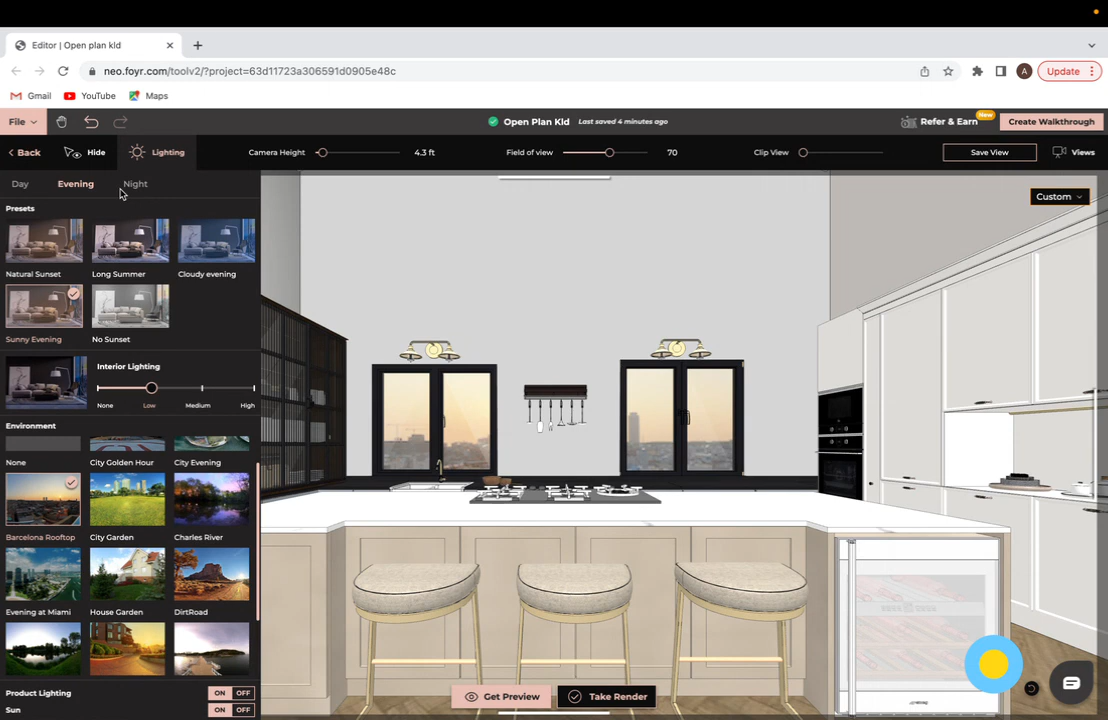 Editor | Open plan kld
neo.foyr.com/toolv2/?project=63d11723a306591d0905e48c
A
Update
Gmail
YouTube
Maps
File
Open Plan Kld
Last saved 4 minutes ago
Refer & Earn
New
Create Walkthrough
Back
Hide
Lighting
Camera Height
4.3 ft
Field of view
70
Clip View
Save View
Views
Day
Evening
Night
Custom
Presets
Natural Sunset
Long Summer
Cloudy evening
Sunny Evening
No Sunset
Interior Lighting
None
Low
Medium
High
Environment
None
City Golden Hour
City Evening
Barcelona Rooftop
City Garden
Charles River
Evening at Miami
House Garden
DirtRoad
Product Lighting
ON
OFF
Sun
ON
OFF
Get Preview
Take Render